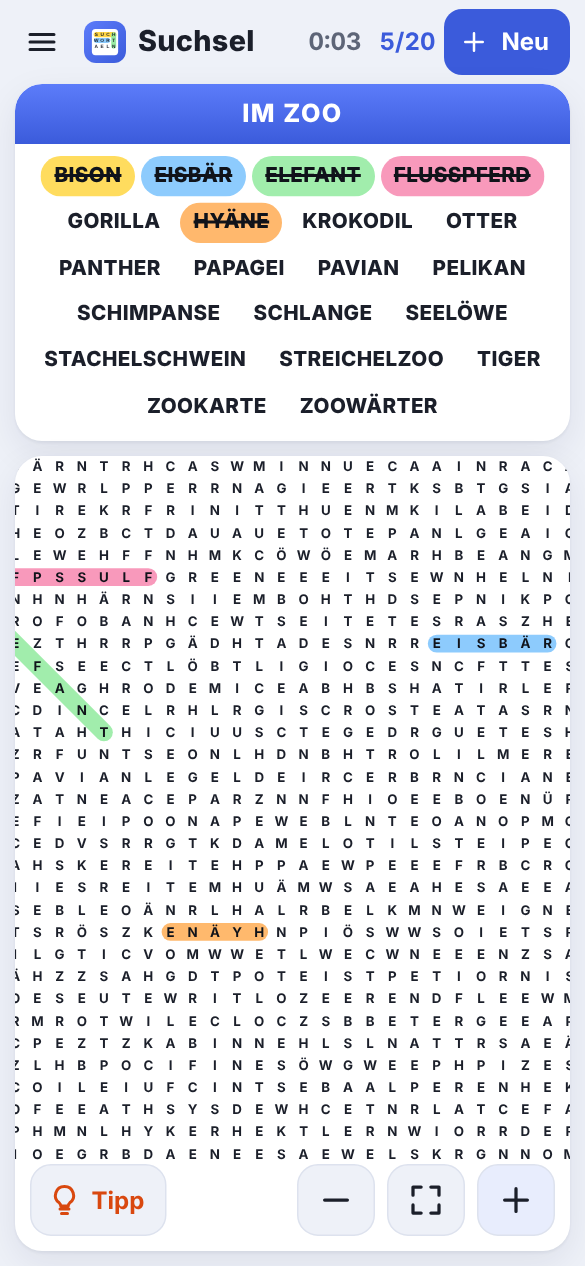 Suchsel 0:03 5/20 + Neu
IM ZOO
BISON EISBÄR ELEFANT FLUSSPFERD
GORILLA HYÄNE KROKODIL OTTER
PANTHER PAPAGEI PAVIAN PELIKAN
SCHIMPANSE SCHLANGE SEELÖWE
STACHELSCHWEIN STREICHELZOO TIGER
ZOOKARTE ZOOWÄRTER
Ä R N T R H C A S W M I N N U E C A A I N R A C
E W R L P P E R R N A G I E E R T K S B T G S I
I R E K R F R I N I T T H U E N M K I L A B E I
E O Z B C T D A U A U E T O T E P A N L G E A I
E W E H F F N H M K C Ö W Ö E M A R H B E A N G
P S S U L F G R E E N E E E I T S E W N H E L N
H N H Ä R N S I I E M B O H T H D S E P N I K P
O F O B A N H C E W T S E I T E T E S R A S Z H
Z T H R R P G Ä D H T A D E S N R R E I S B Ä R
F S E E C T L Ö B T L I G I O C E S N C F T T E
E A G H R O D E M I C E A B H B S H A T I R L E
D I N C E L R H L R G I S C R O S T E A T A S R
T A H T H I C I U U S C T E G E D R G U E T E S
R F U N T S E O N L H D N B H T R O L I L M E R
A V I A N L E G E L D E I R C E R B R N C I A N
A T N E A C E P A R Z N N F H I O E E B O E N Ü
F I E I P O O N A P E W E B L N T E O A N O P M
E D V S R R G T K D A M E L O T I L S T E I P E
H S K E R E I T E H P P A E W P E E E F R B C R
I E S R E I T E M H U Ä M W S A E A H E S A E E
E B L E O Ä N R L H A L R B E L K M N W E I G N
S R Ö S Z K E N Ä Y H N P I Ö S W W S O I E T S
L G T I C V O M W W E T L W E C W N E E E N Z S
H Z Z S A H G D T P O T E I S T P E T I O R N I
E S E U T E W R I T L O Z E E R E N D F L E E W
M R O T W I L E C L O C Z S B B E T E R G E E A
P E Z T Z K A B I N N E H L S L N A T T R S A E
L H B P O C I F I N E S Ö W G W E E P H P I Z E
O I L E I U F C I N T S E B A A L P E R E N H E
F E E A T H S Y S D E W H C E T N R L A T C E F
H M N L H Y K E R H E K T L E R N W I O R R D E
O E G R B D A E N E E S A E W E L S K R G N N O
Tipp